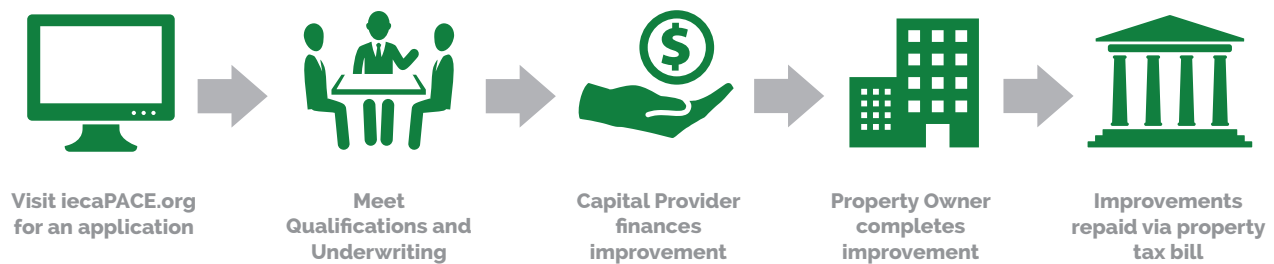 $
Visit iecaPACE.org
for an application
Meet
Qualifications and
Underwriting
Capital Provider
finances
improvement
Property Owner
completes
improvement
Improvements
repaid via property
tax bill